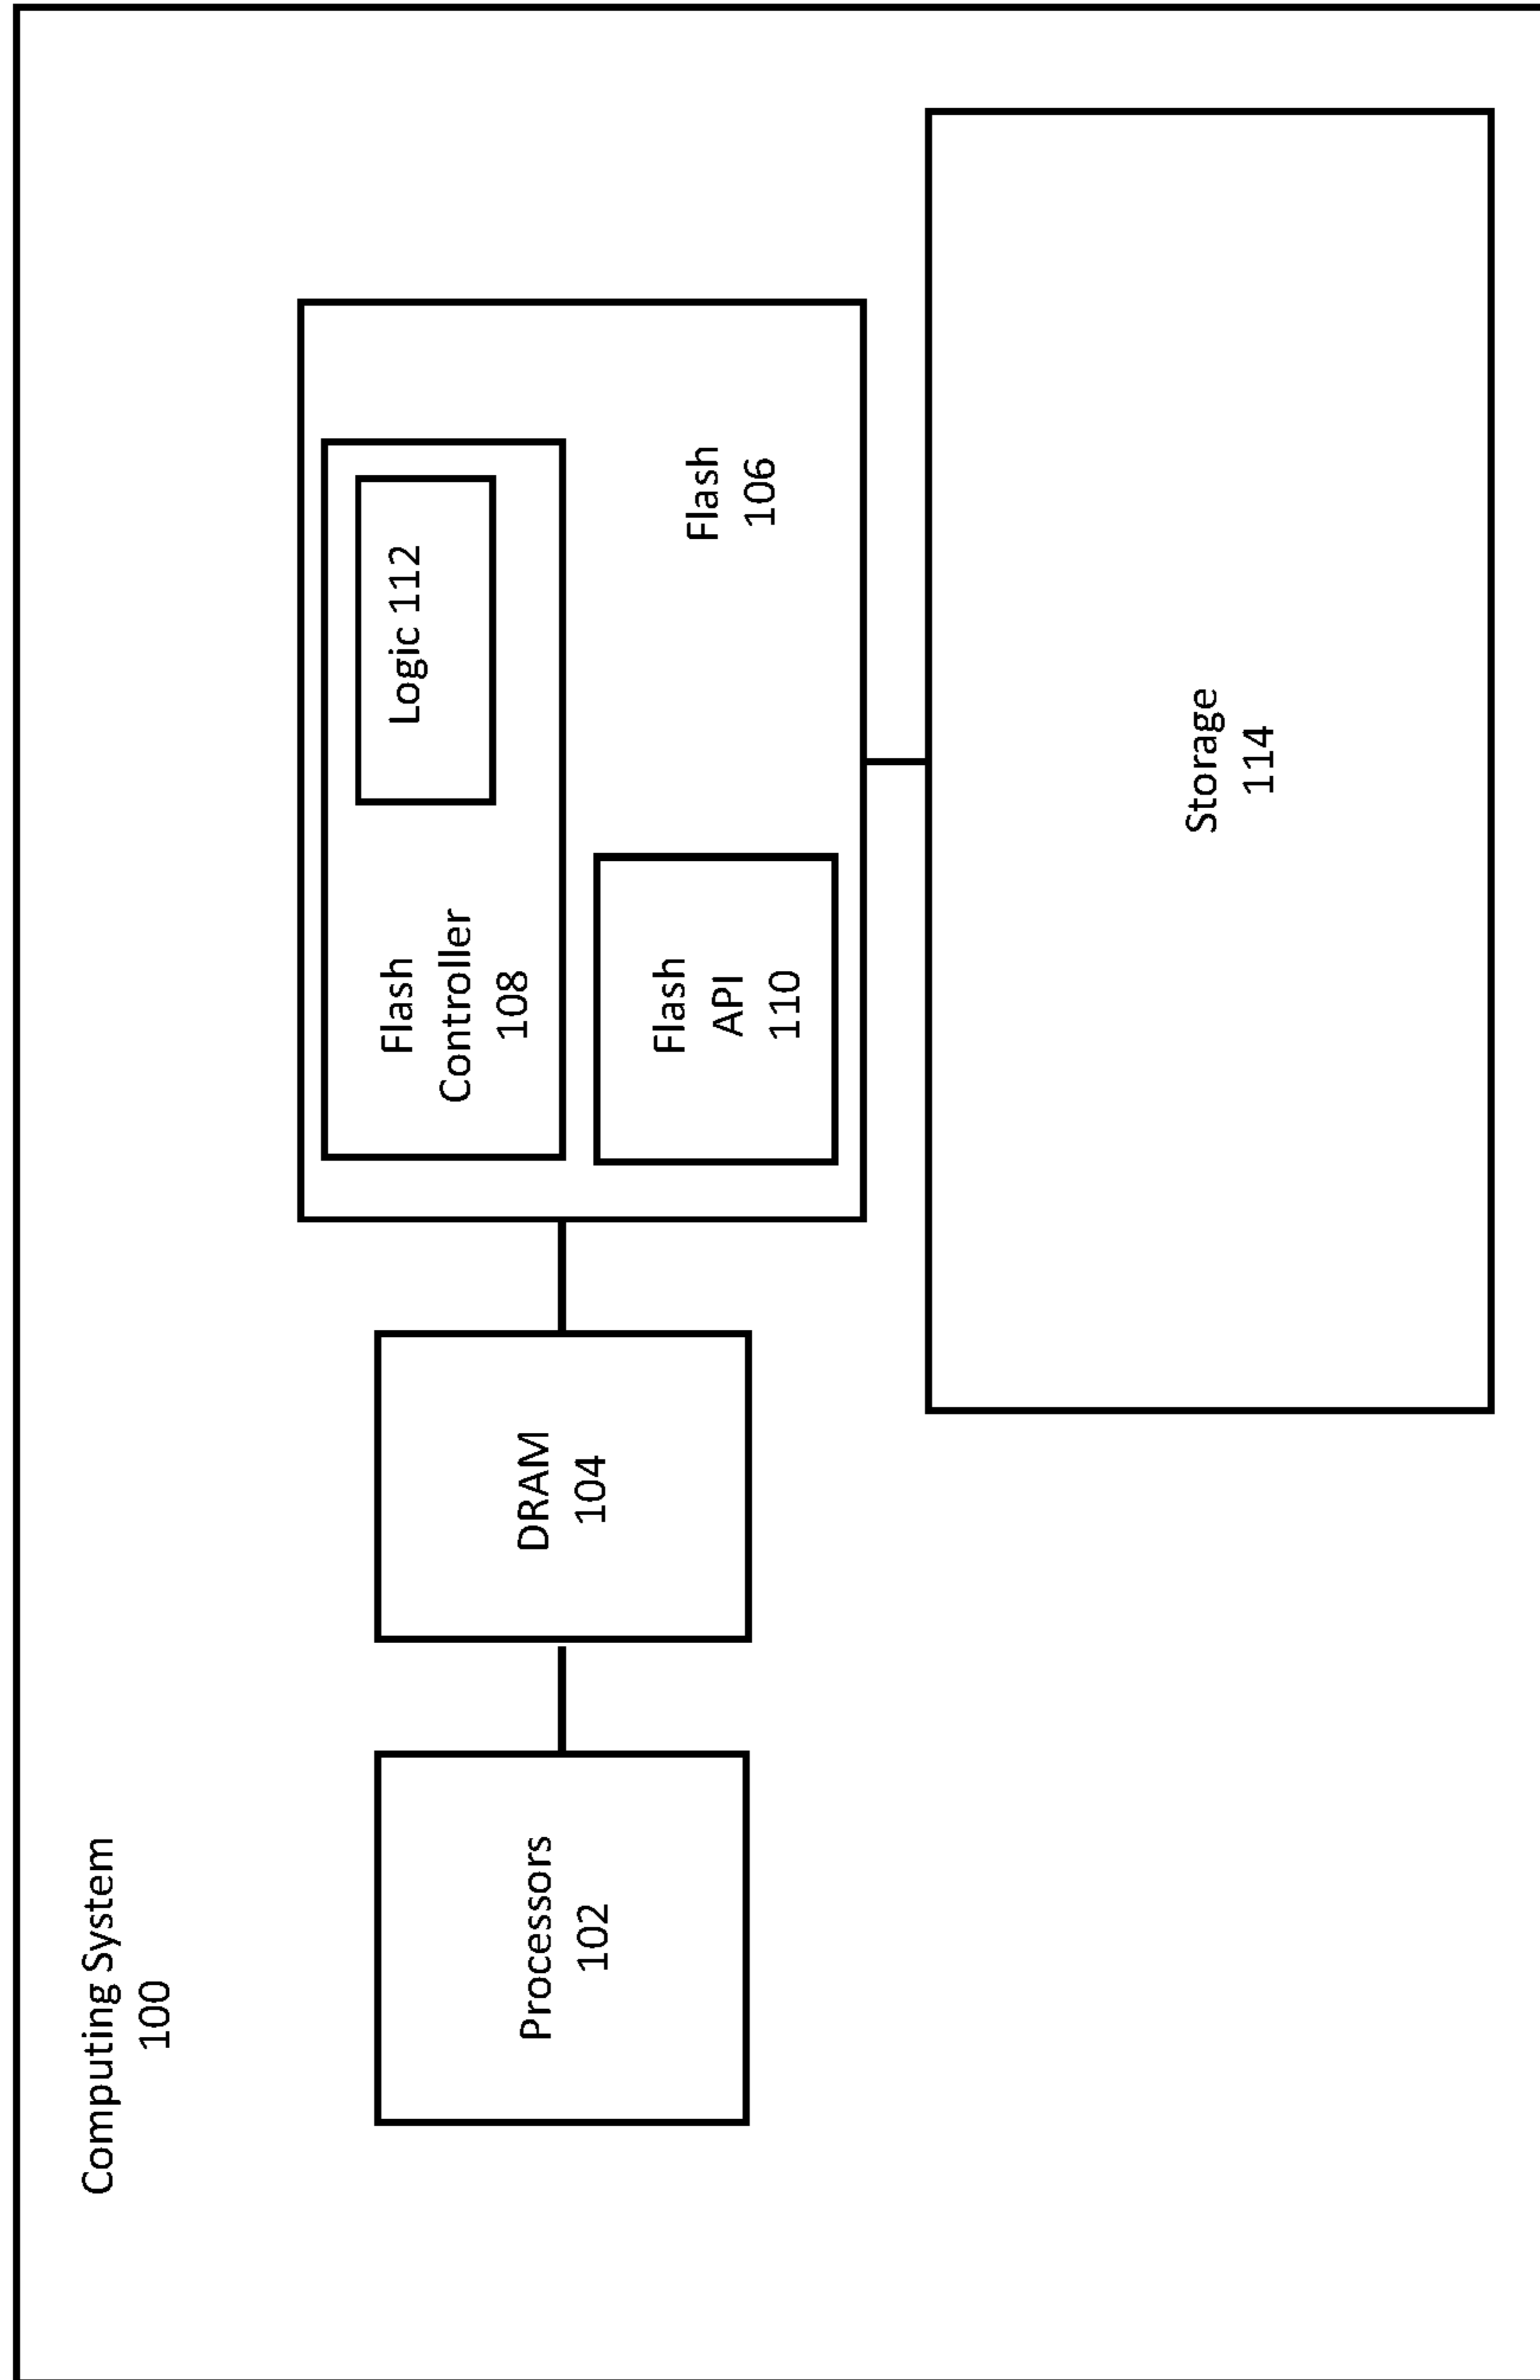 Computing System
100
Processors
102
DRAM
104
Flash
Controller
108
Logic 112
Flash
API
110
Flash
106
Storage
114